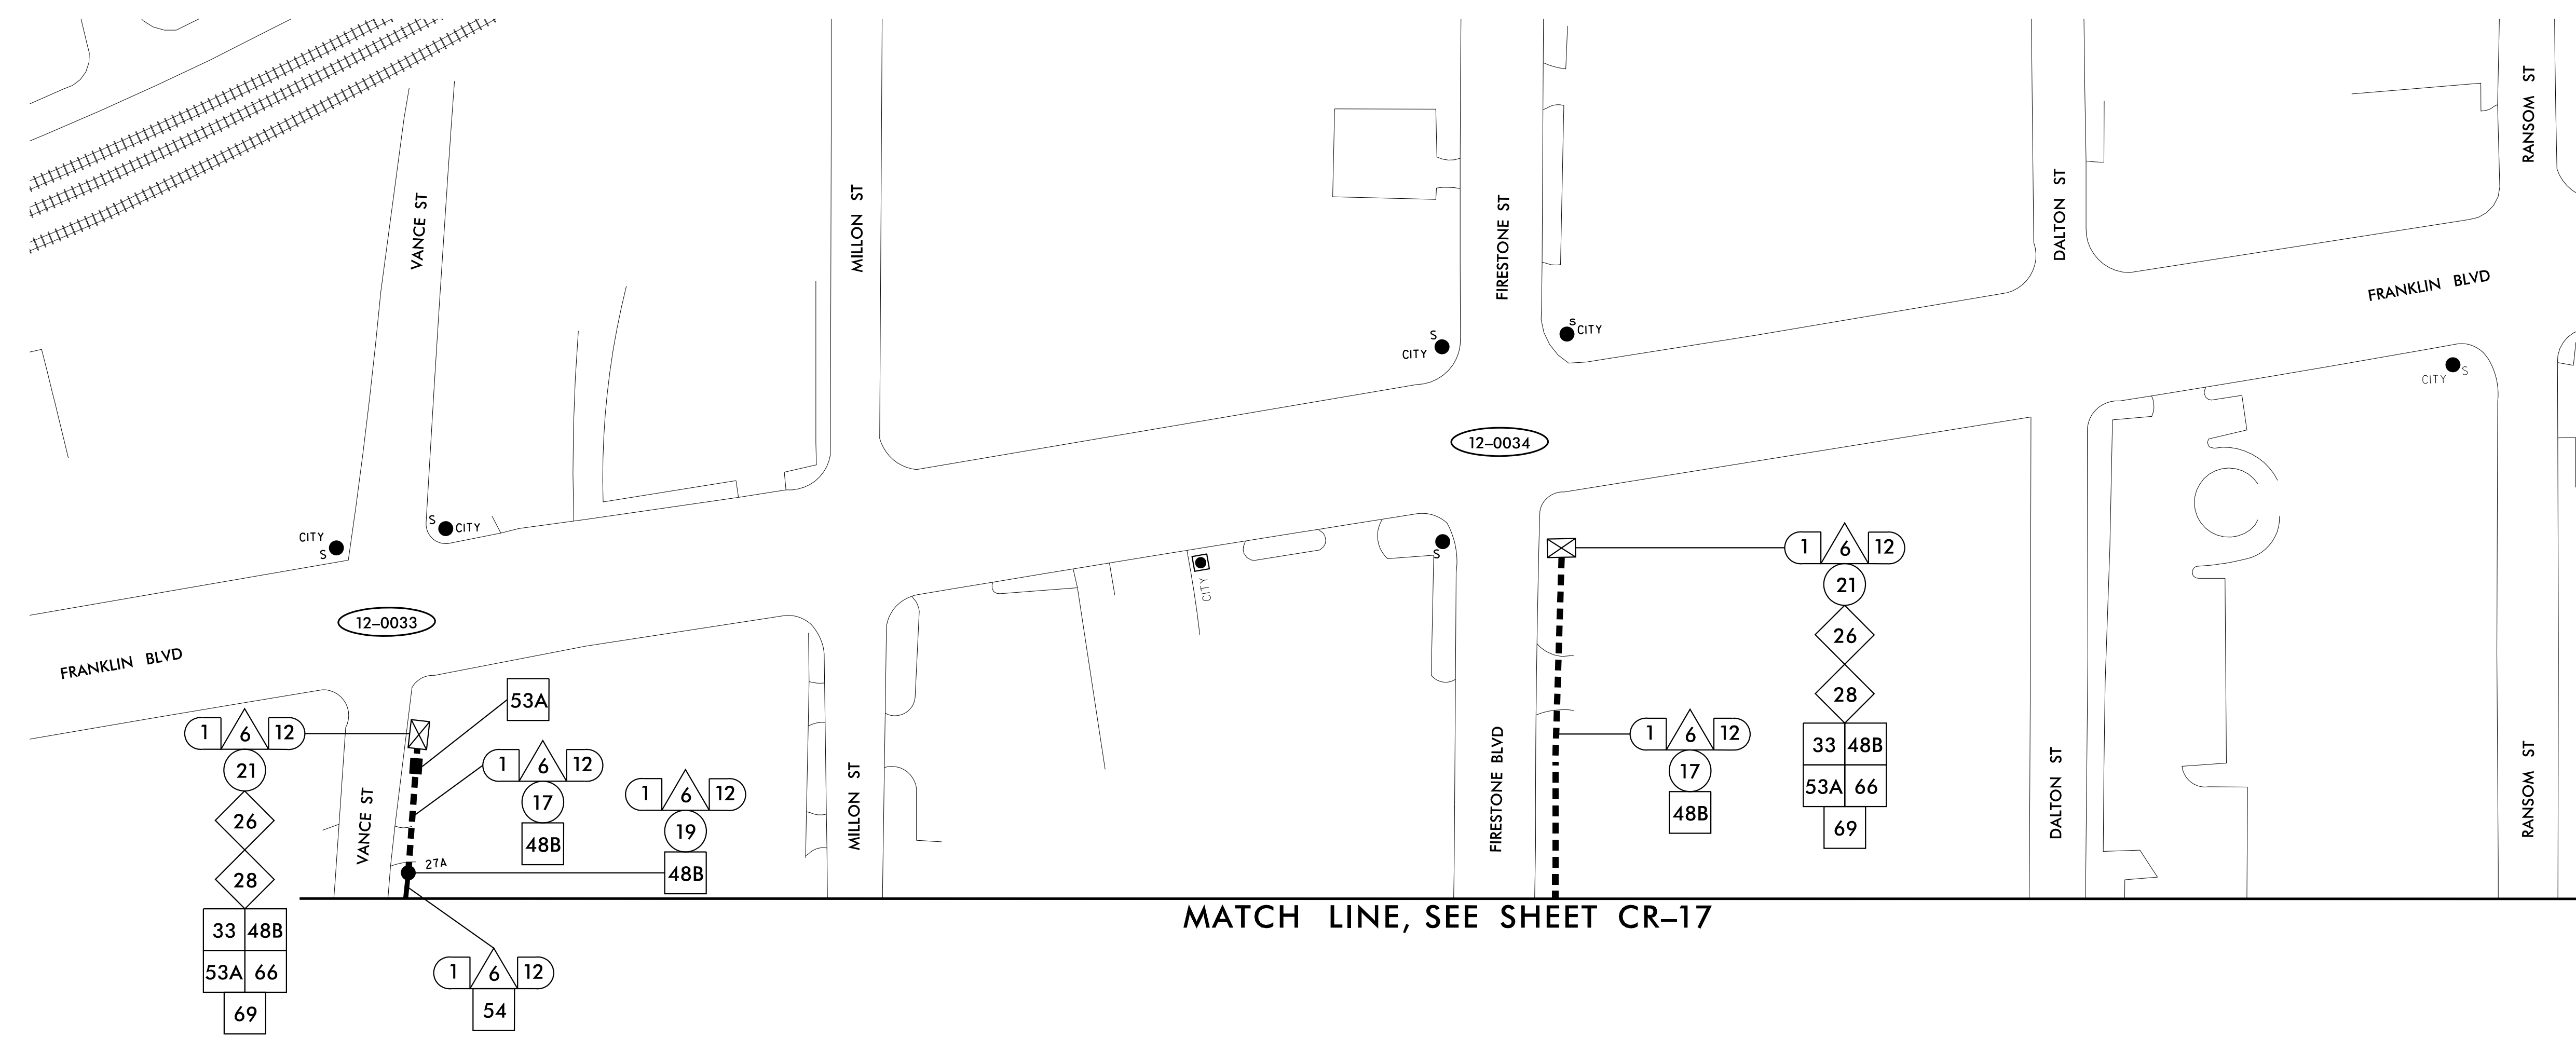 RANSOM ST
VANCE ST
MILLON ST
FIRESTONE ST
DALTON ST
FRANKLIN BLVD
S
CITY
S
CITY
CITY S
12-0034
S
CITY
CITY
S
S
CITY
12-0033
1 6 12
21
26
28
33 48B
53A 66
69
FRANKLIN BLVD
53A
1 6 12
21
26
28
33 48B
53A 66
69
1 6 12
17
48B
1 6 12
19
48B
1 6 12
17
48B
VANCE ST
27A
MILLON ST
FIRESTONE BLVD
DALTON ST
RANSOM ST
MATCH LINE, SEE SHEET CR-17
1 6 12
54